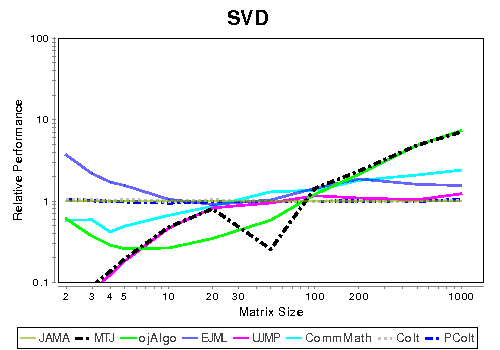 SVD
Relative Performance
100
10
1
0.1
2 3 4 5 10 20 30 100 200 1000
Matrix Size
JAMA MTJ ojAlgo EJML UJMP CommMath Colt PColt